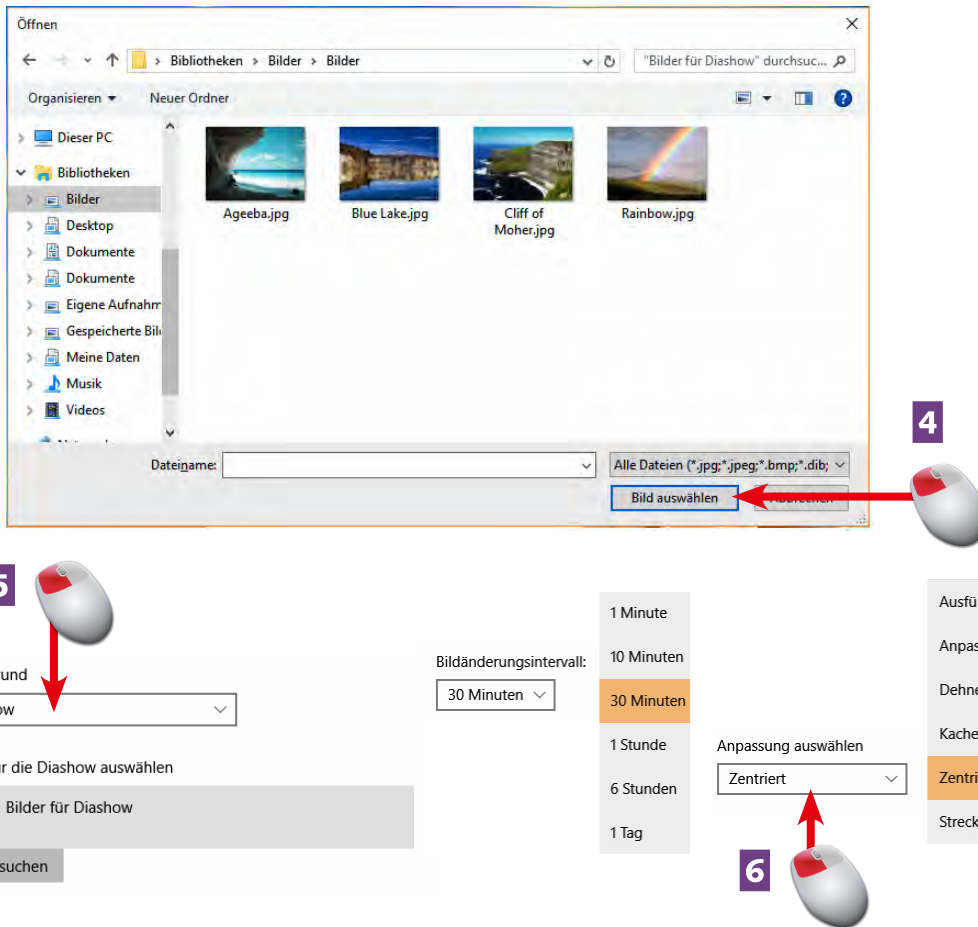 Öffnen
Bibliotheken > Bilder > Bilder
"Bilder für Diashow" durchsuc...
Organisieren
Neuer Ordner
Dieser PC
Bibliotheken
Bilder
Desktop
Dokumente
Dokumente
Eigene Aufnahm
Gespeicherte Bil
Meine Daten
Musik
Videos
Ageeba.jpg
Blue Lake.jpg
Cliff of
Moher.jpg
Rainbow.jpg
Dateiname:
Alle Dateien (*.jpg;*.jpeg;*.bmp;*.dib;
Bild auswählen
4
5
und
ow
r die Diashow auswählen
Bilder für Diashow
suchen
Bildänderungsintervall:
30 Minuten
1 Minute
10 Minuten
30 Minuten
1 Stunde
6 Stunden
1 Tag
Anpassung auswählen
Zentriert
6
Ausfü
Anpas
Dehne
Kache
Zentri
Streck